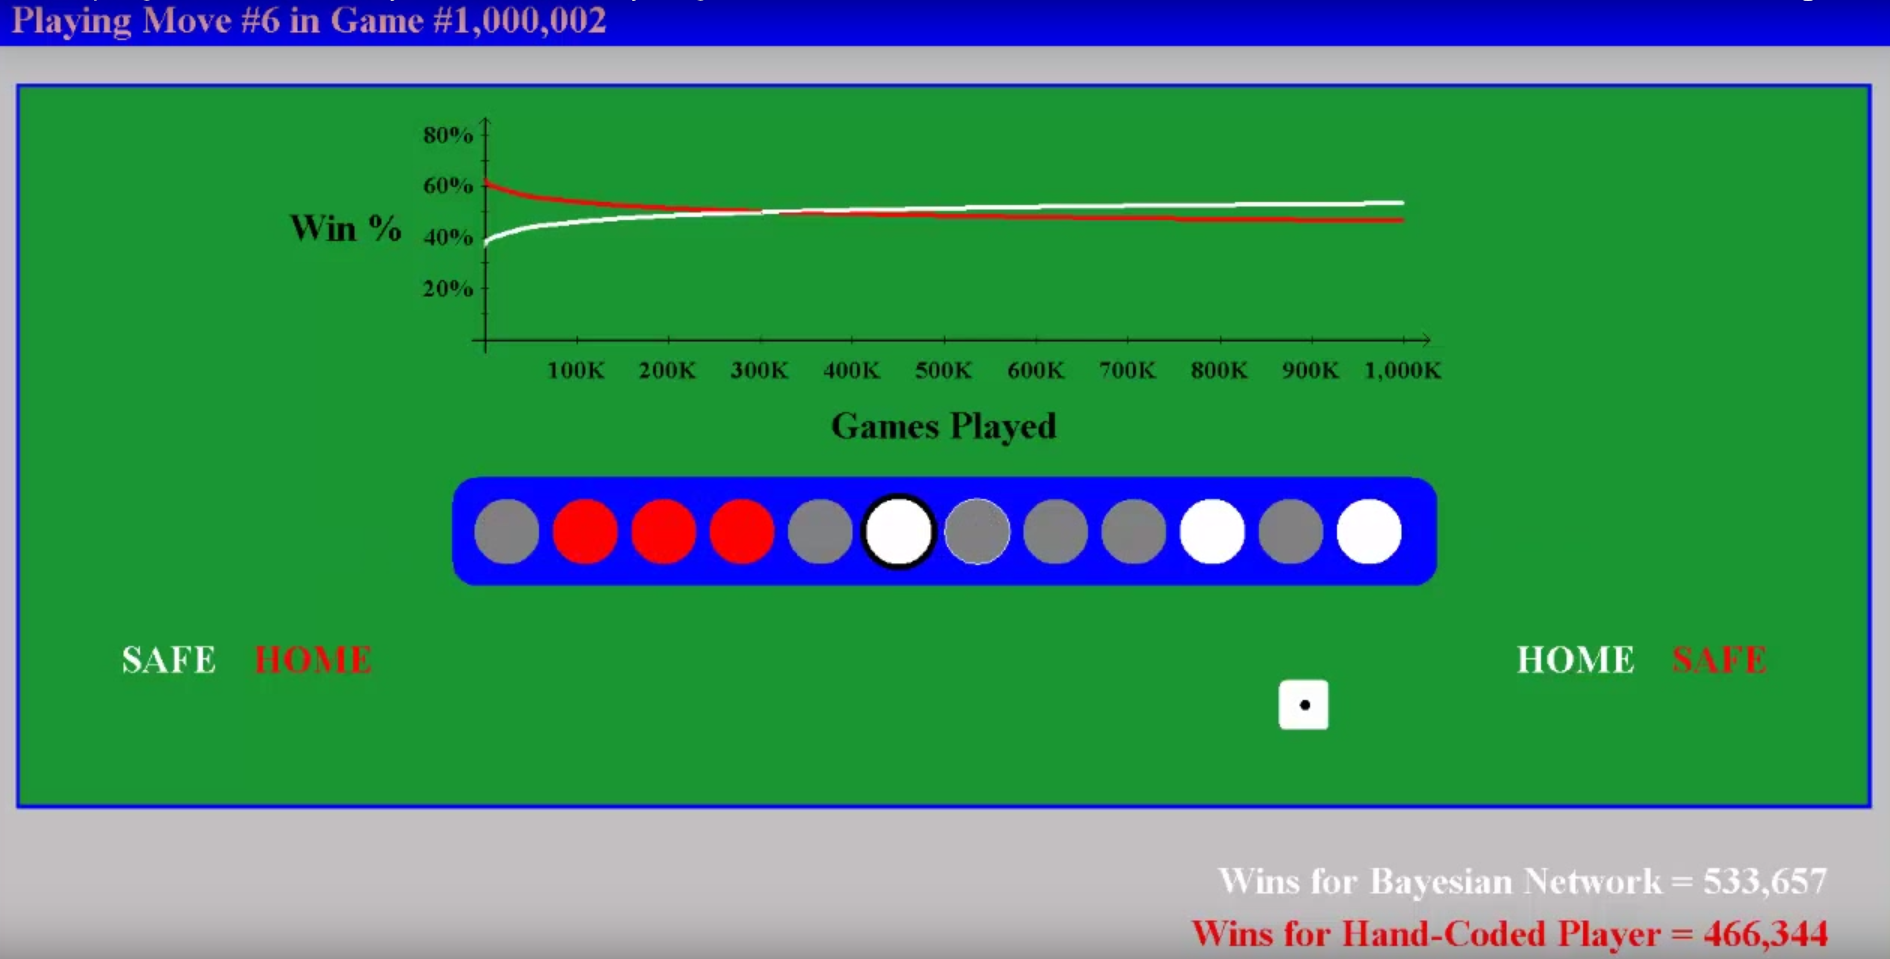 Playing Move #6 in Game #1,000,002
80%
60%
Win %
40%
20%
100K 200K 300K 400K 500K 600K 700K 800K 900K 1,000K
Games Played
SAFE HOME HOME SAFE
Wins for Bayesian Network = 533,657
Wins for Hand-Coded Player = 466,344